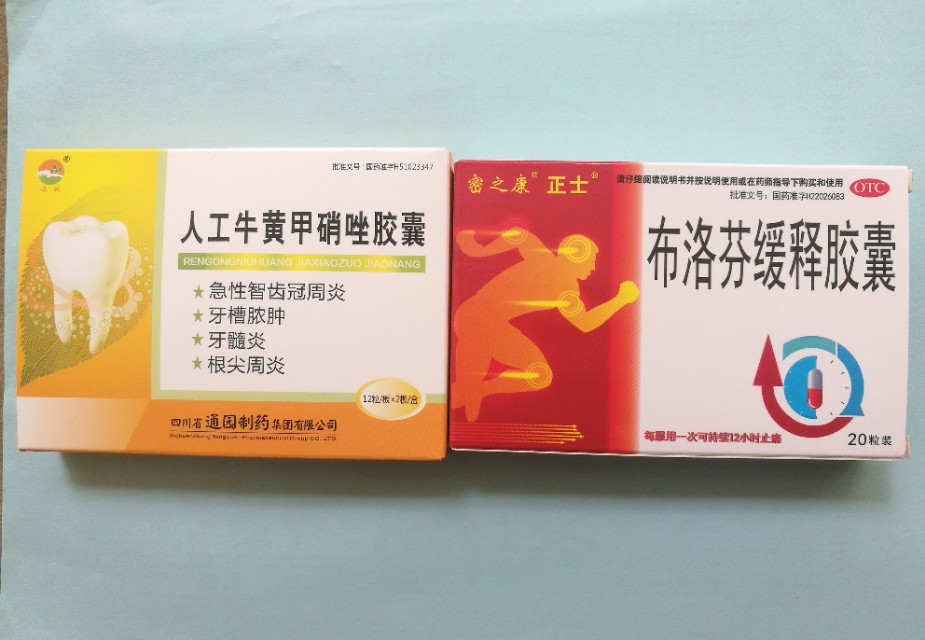 批准文号:国药准字H51023347
人工牛黄甲硝唑胶囊
RENGONGNIUHUANG JIAXIAOZUO JIAONANG
★急性智齿冠周炎
★牙槽脓肿
★牙髓炎
★根尖周炎
12粒/板×2板/盒
四川省通园制药集团有限公司
密之康 正士®
请仔细阅读说明书并按说明使用或在药师指导下购买和使用
批准文号:国药准字H22026083
OTC
布洛芬缓释胶囊
每服用一次可持续12小时止痛
20粒装